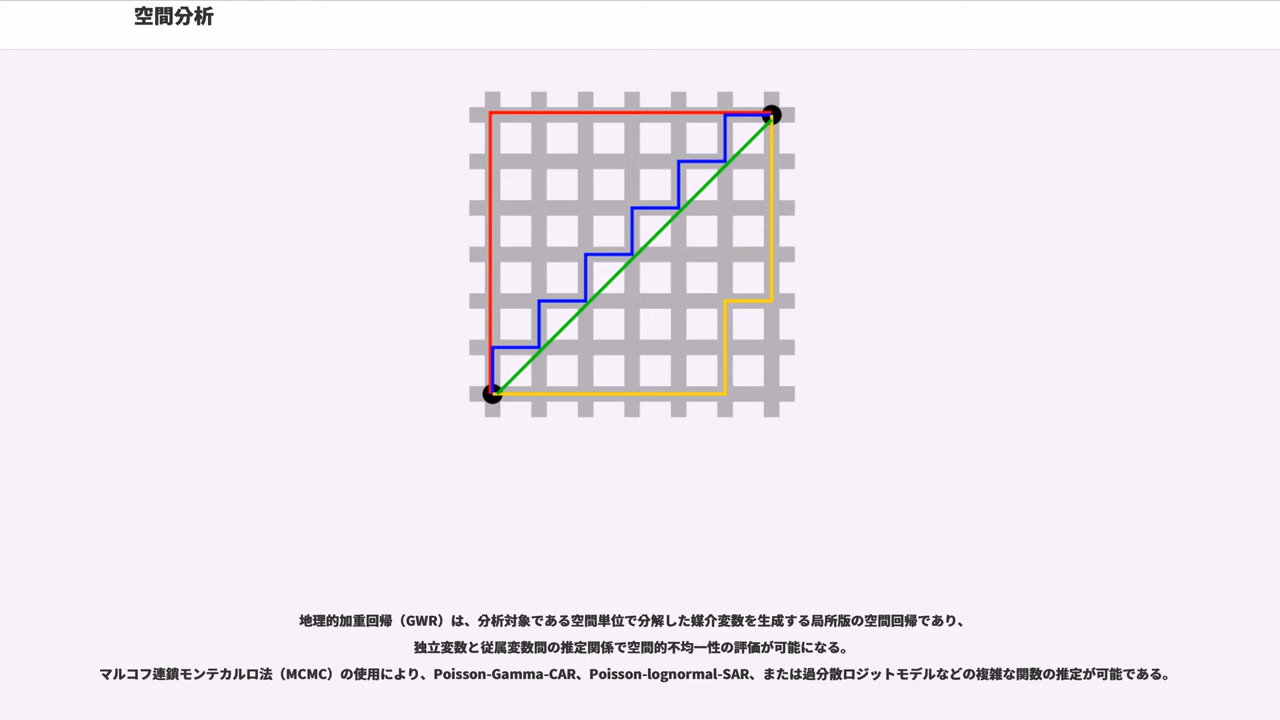 空間分析
地理的加重回帰（GWR）は、分析対象である空間単位で分解した媒介変数を生成する局所版の空間回帰であり、
独立変数と従属変数間の推定関係で空間的不均一性の評価が可能になる。
マルコフ連鎖モンテカルロ法（MCMC）の使用により、Poisson-Gamma-CAR、Poisson-lognormal-SAR、または過分散ロジットモデルなどの複雑な関数の推定が可能である。